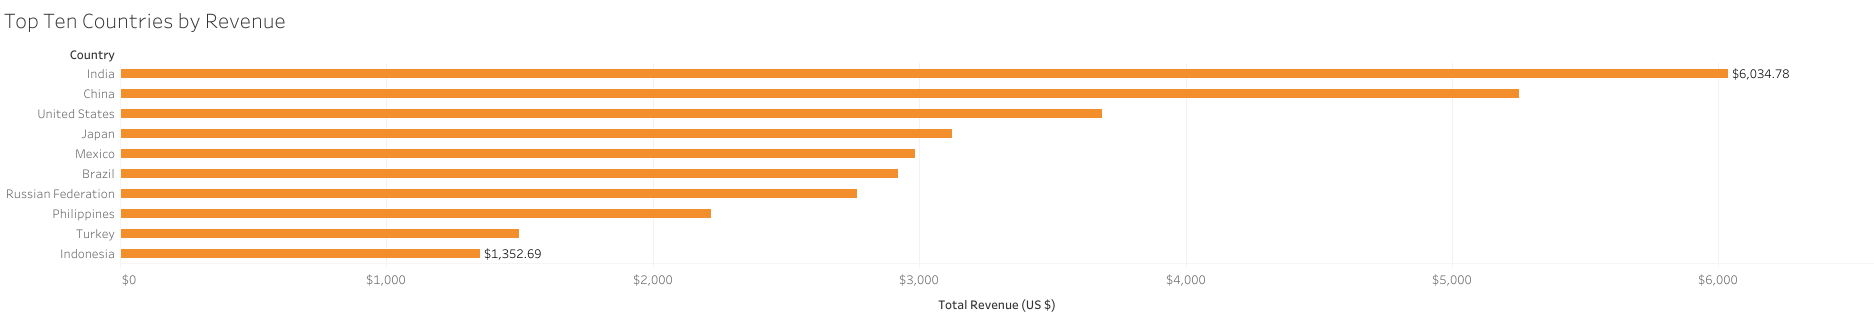 Top Ten Countries by Revenue
Country
India $6,034.78
China
United States
Japan
Mexico
Brazil
Russian Federation
Philippines
Turkey
Indonesia $1,352.69
$0 $1,000 $2,000 $3,000 $4,000 $5,000 $6,000
Total Revenue (US $)